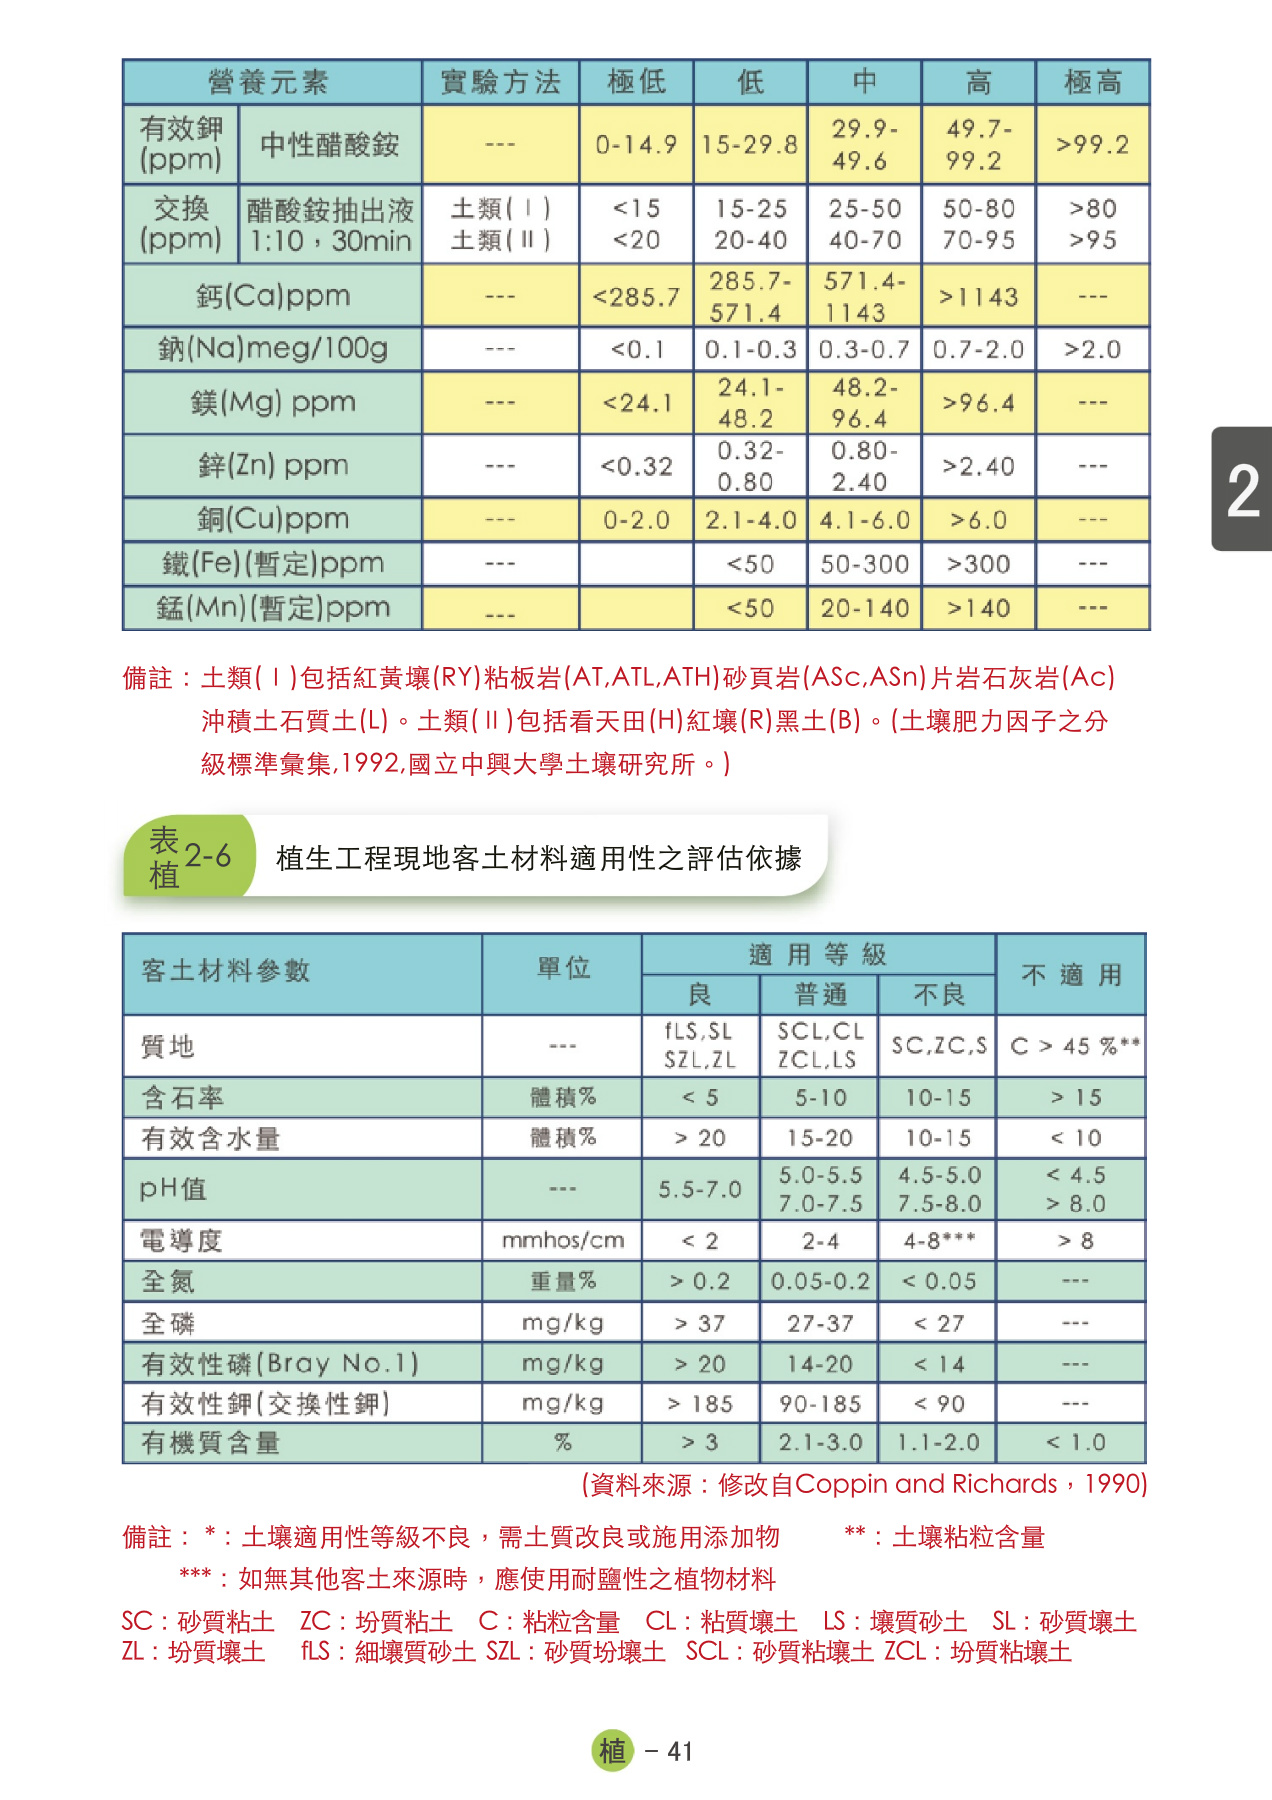 營養元素 實驗方法 極低 低 中 高 極高
有效鉀(ppm) 中性醋酸銨 --- 0-14.9 15-29.8 29.9-49.6 49.7-99.2 >99.2
交換(ppm) 醋酸銨抽出液 1:10，30min 土類(Ⅰ) <15 15-25 25-50 50-80 >80
土類(Ⅱ) <20 20-40 40-70 70-95 >95
鈣(Ca)ppm --- <285.7 285.7-571.4 571.4-1143 >1143 ---
鈉(Na)meg/100g --- <0.1 0.1-0.3 0.3-0.7 0.7-2.0 >2.0
鎂(Mg) ppm --- <24.1 24.1-48.2 48.2-96.4 >96.4 ---
鋅(Zn) ppm --- <0.32 0.32-0.80 0.80-2.40 >2.40 ---
銅(Cu)ppm --- 0-2.0 2.1-4.0 4.1-6.0 >6.0 ---
鐵(Fe)(暫定)ppm --- <50 50-300 >300 ---
錳(Mn)(暫定)ppm --- <50 20-140 >140 ---
2
備註：土類(Ⅰ)包括紅黃壤(RY)粘板岩(AT,ATL,ATH)砂頁岩(ASc,ASn)片岩石灰岩(Ac)
沖積土石質土(L)。土類(Ⅱ)包括看天田(H)紅壤(R)黑土(B)。(土壤肥力因子之分
級標準彙集,1992,國立中興大學土壤研究所。)
表植2-6 植生工程現地客土材料適用性之評估依據
客土材料參數 單位 適用等級 不適用
良 普通 不良
質地 --- fLS,SL SZL,ZL SCL,CL ZCL,LS SC,ZC,S C > 45 %**
含石率 體積% < 5 5-10 10-15 > 15
有效含水量 體積% > 20 15-20 10-15 < 10
pH值 --- 5.5-7.0 5.0-5.5 7.0-7.5 4.5-5.0 7.5-8.0 < 4.5 > 8.0
電導度 mmhos/cm < 2 2-4 4-8*** > 8
全氮 重量% > 0.2 0.05-0.2 < 0.05 ---
全磷 mg/kg > 37 27-37 < 27 ---
有效性磷(Bray No.1) mg/kg > 20 14-20 < 14 ---
有效性鉀(交換性鉀) mg/kg > 185 90-185 < 90 ---
有機質含量 % > 3 2.1-3.0 1.1-2.0 < 1.0
(資料來源：修改自Coppin and Richards，1990)
備註： *：土壤適用性等級不良，需土質改良或施用添加物 **：土壤粘粒含量
***：如無其他客土來源時，應使用耐鹽性之植物材料
SC：砂質粘土 ZC：坋質粘土 C：粘粒含量 CL：粘質壤土 LS：壤質砂土 SL：砂質壤土
ZL：坋質壤土 fLS：細壤質砂土 SZL：砂質坋壤土 SCL：砂質粘壤土 ZCL：坋質粘壤土
植 - 41